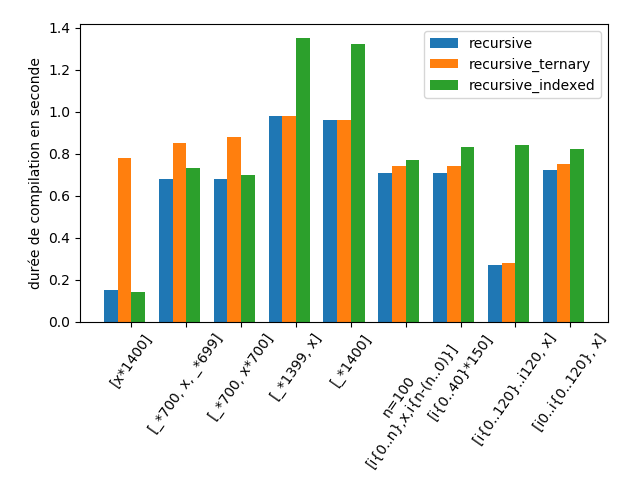 durée de compilation en seconde
1.4
1.2
1.0
0.8
0.6
0.4
0.2
0.0
recursive
recursive_ternary
recursive_indexed
[x*1400]
[_*700, x, _*699]
[_*700, x*700]
[_*1399, x]
[_*1400]
n=100
[i{0..n},x,i{n-(n..0)}]
[i{0..40}*150]
[i{0..120}..i120, x]
[i0..i{0..120}, x]